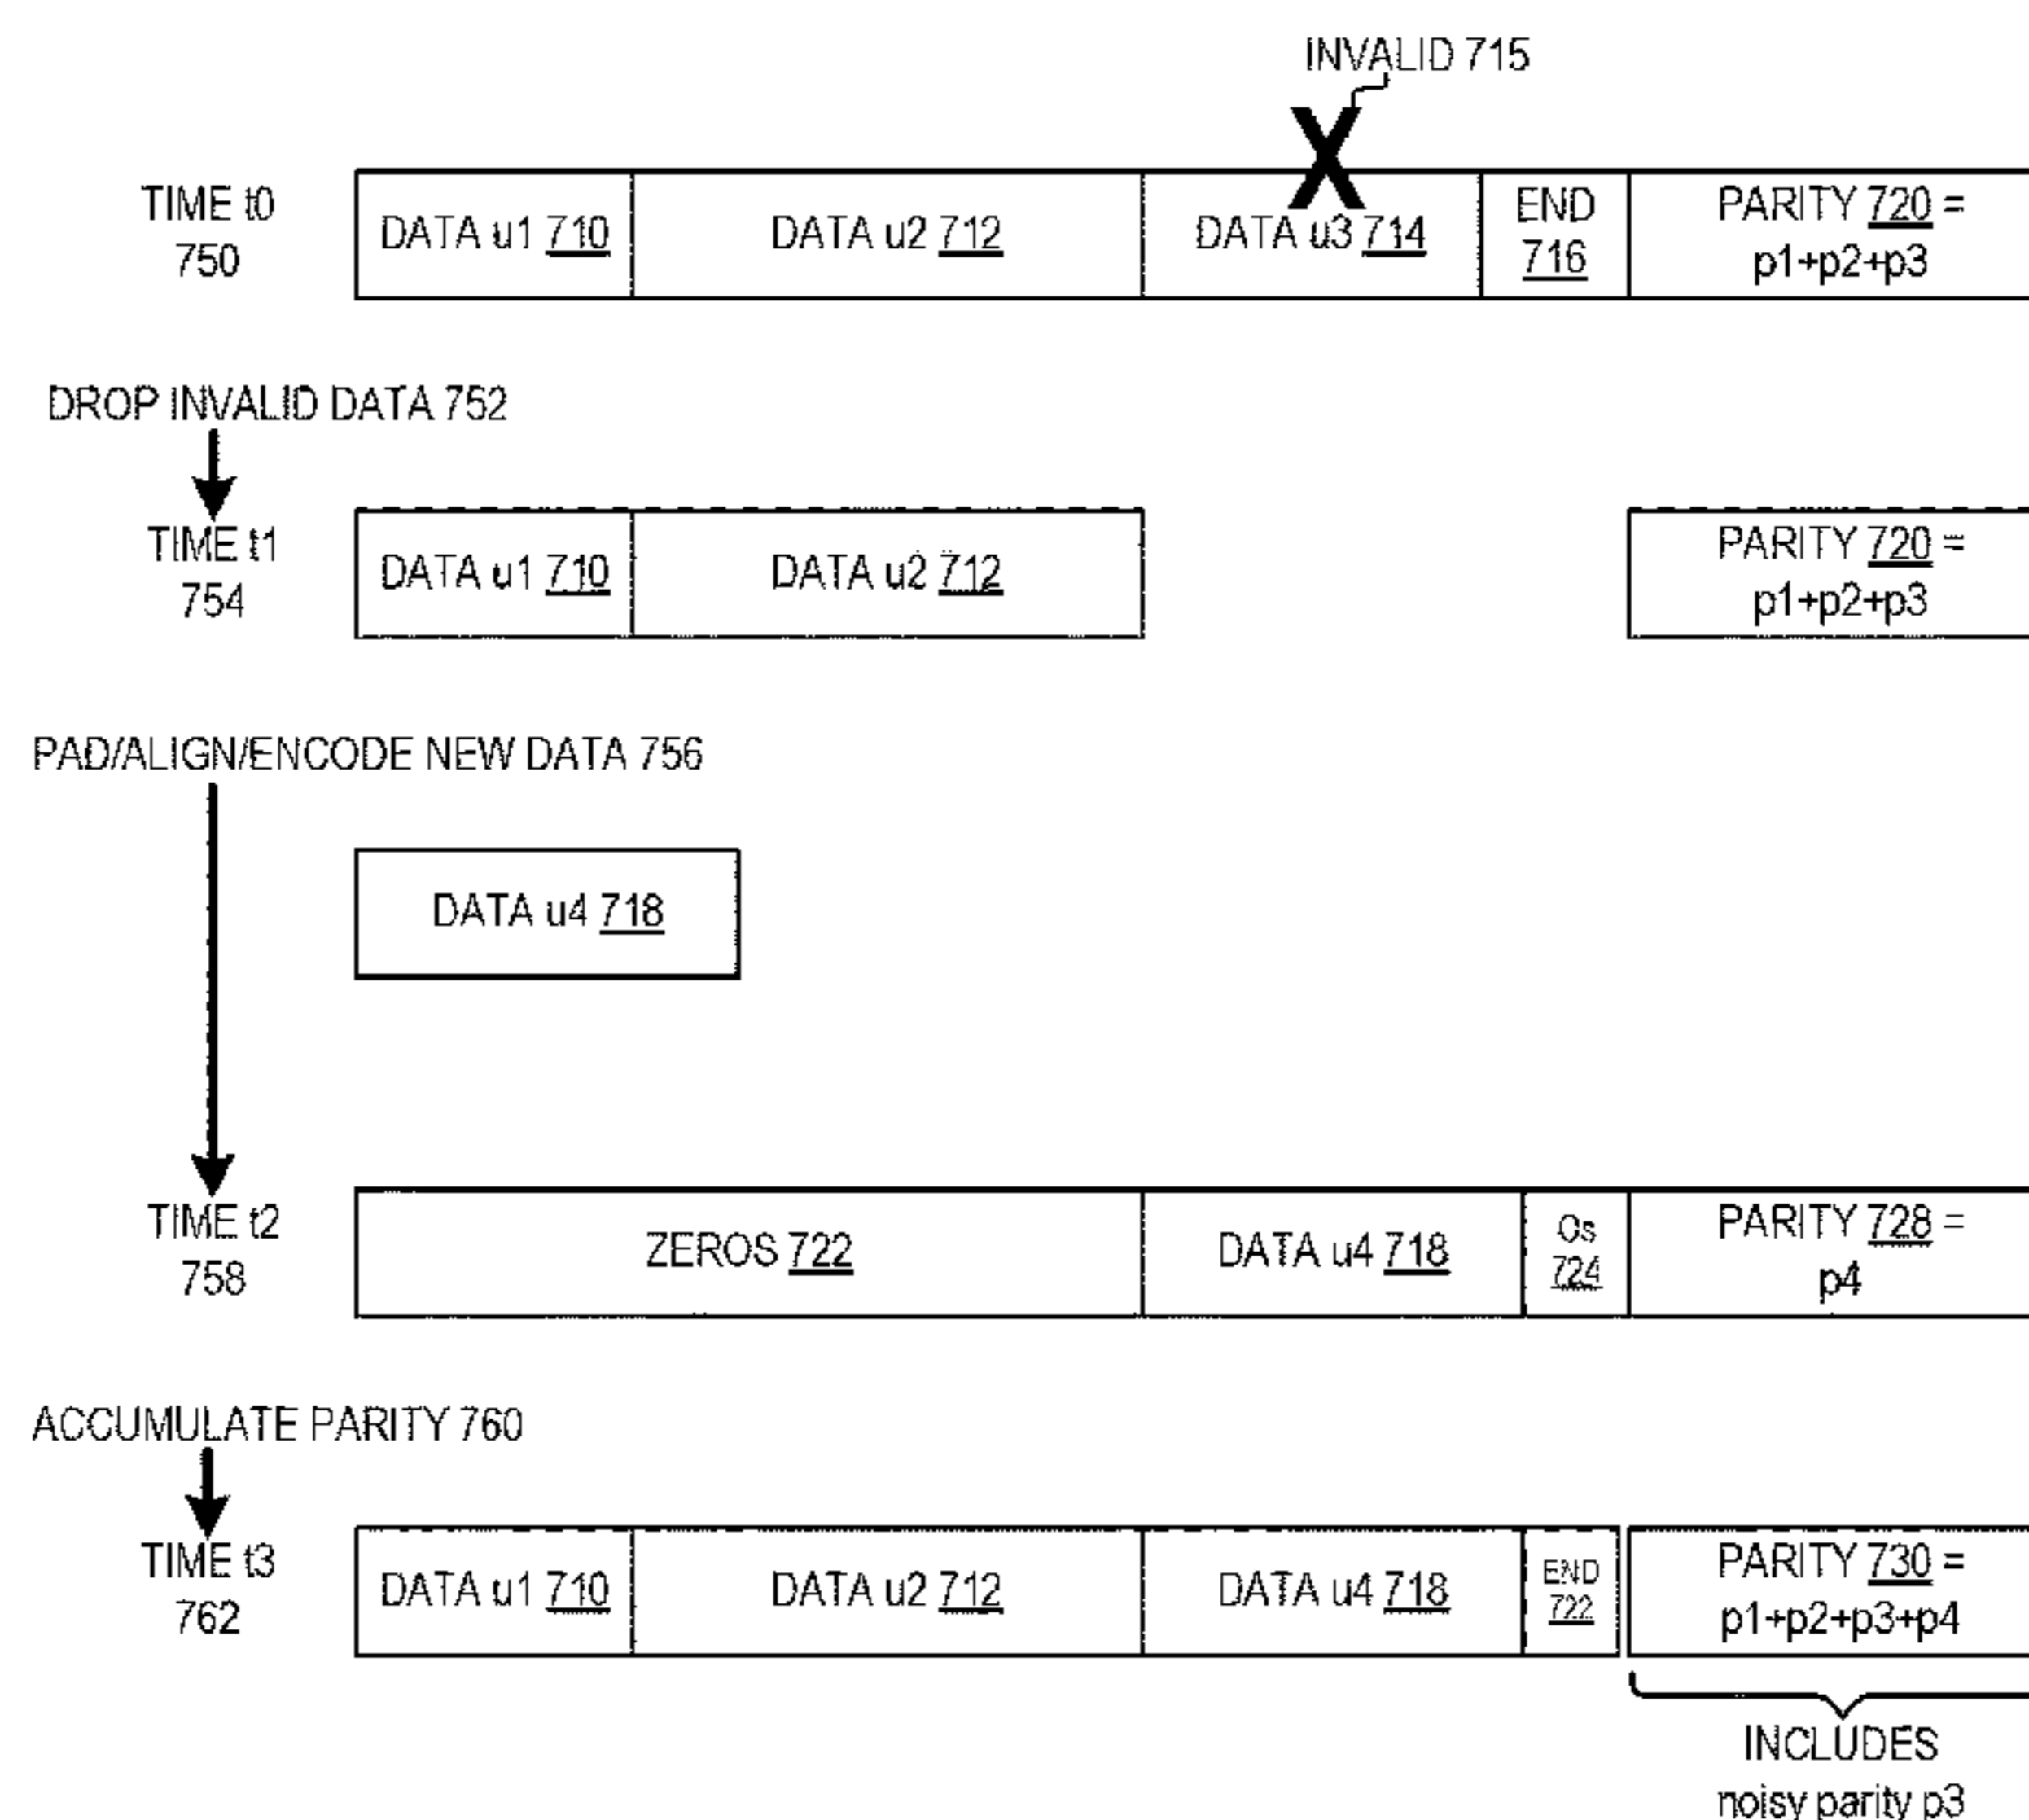 INVALID 715
TIME t0
750
DATA u1 710
DATA u2 712
DATA u3 714
END
716
PARITY 720 =
p1+p2+p3
DROP INVALID DATA 752
TIME t1
754
DATA u1 710
DATA u2 712
PARITY 720 =
p1+p2+p3
PAD/ALIGN/ENCODE NEW DATA 756
DATA u4 718
TIME t2
758
ZEROS 722
DATA u4 718
0s
724
PARITY 728 =
p4
ACCUMULATE PARITY 760
TIME t3
762
DATA u1 710
DATA u2 712
DATA u4 718
END
722
PARITY 730 =
p1+p2+p3+p4
INCLUDES
noisy parity p3